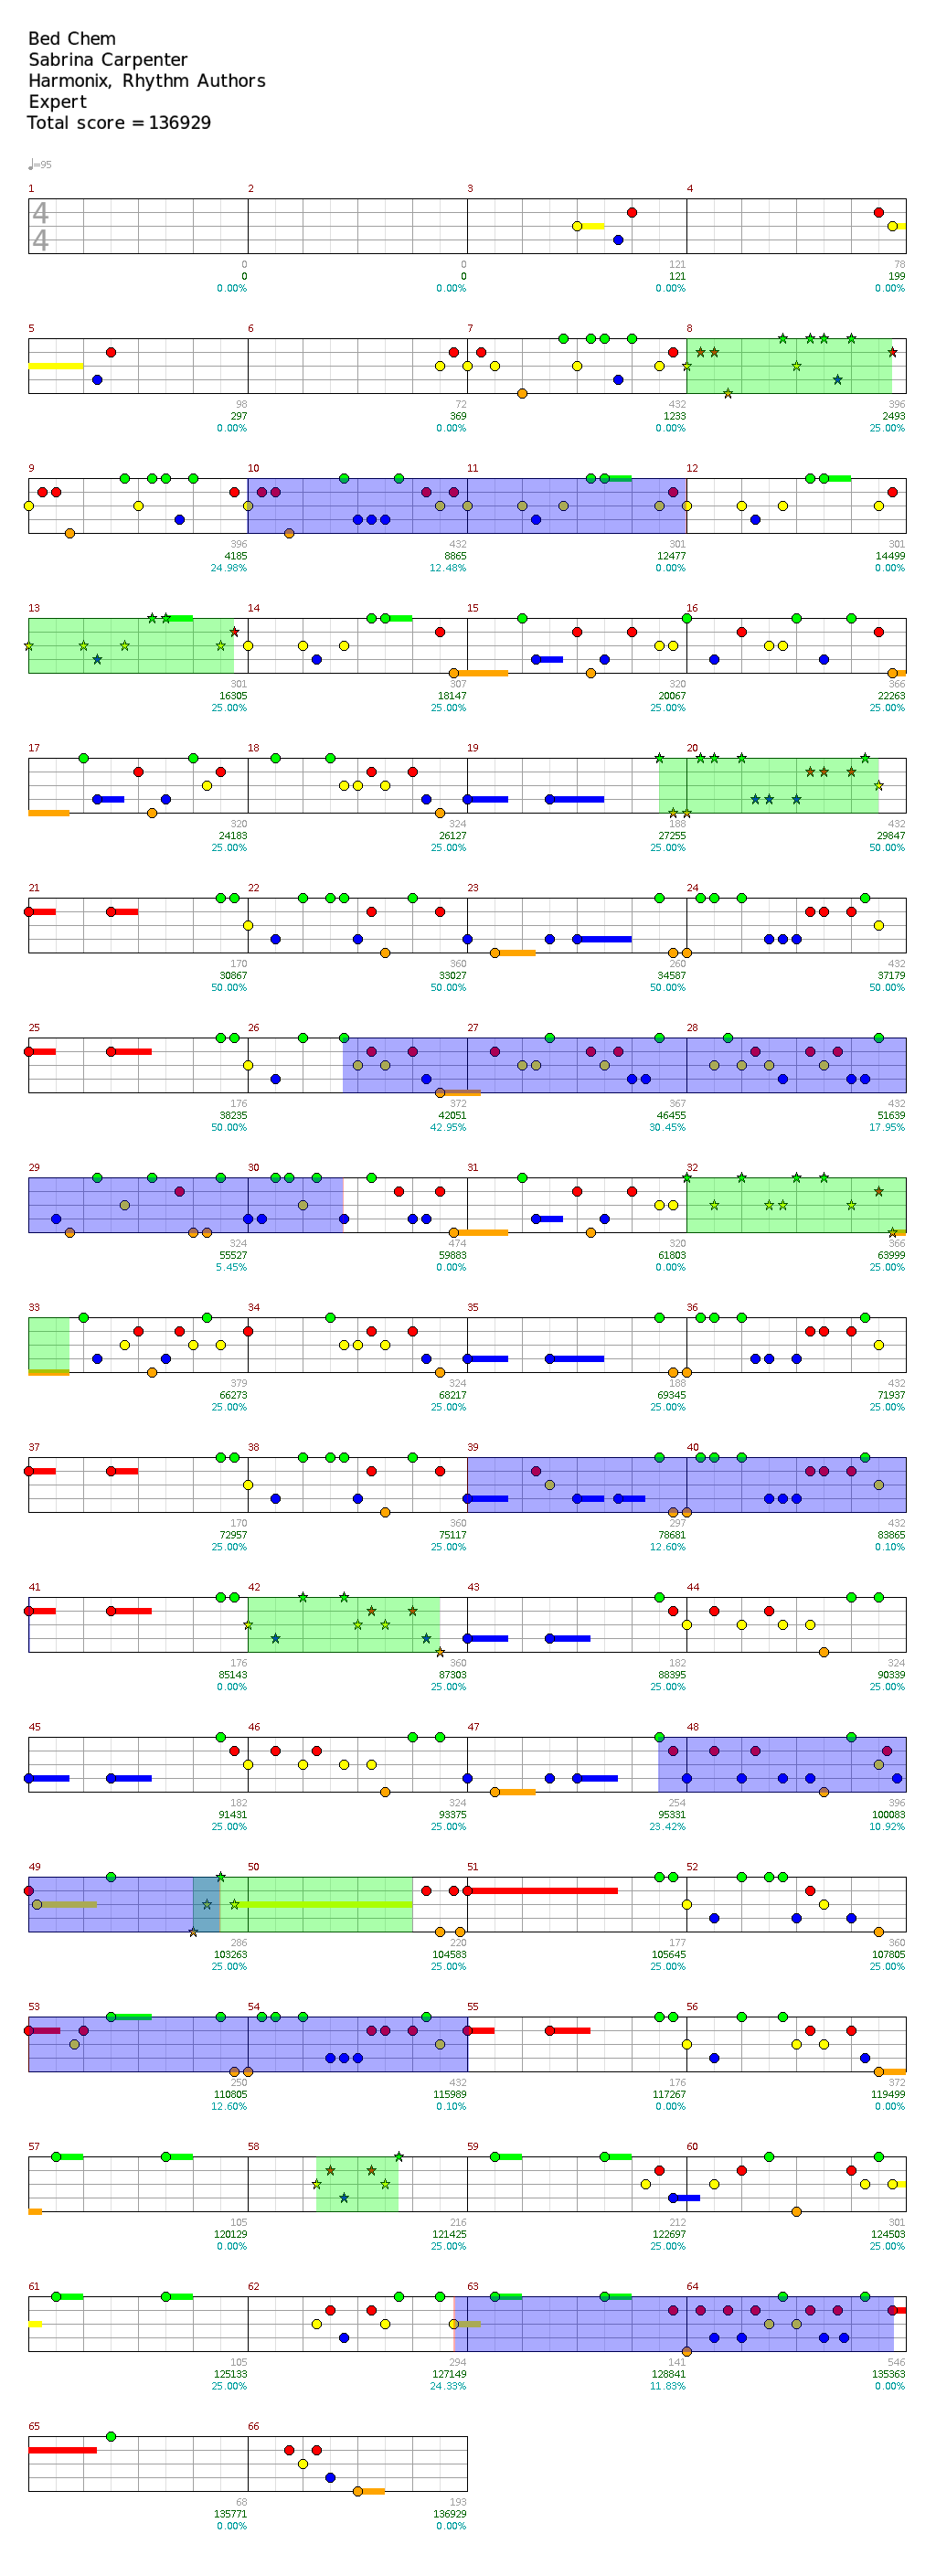 Bed Chem
Sabrina Carpenter
Harmonix, Rhythm Authors
Expert
Total score = 136929
♩=95
1 2 3 4
4
4
0 0 121 78
0 0 121 199
0.00% 0.00% 0.00% 0.00%
5 6 7 8
98 72 432 396
297 369 1233 2493
0.00% 0.00% 0.00% 25.00%
9 10 11 12
396 432 301 301
4185 8865 12477 14499
24.98% 12.48% 0.00% 0.00%
13 14 15 16
301 307 320 366
16305 18147 20067 22263
25.00% 25.00% 25.00% 25.00%
17 18 19 20
320 324 188 432
24183 26127 27255 29847
25.00% 25.00% 25.00% 50.00%
21 22 23 24
170 360 260 432
30867 33027 34587 37179
50.00% 50.00% 50.00% 50.00%
25 26 27 28
176 372 367 432
38235 42051 46455 51639
50.00% 42.95% 30.45% 17.95%
29 30 31 32
324 474 320 366
55527 59883 61803 63999
5.45% 0.00% 0.00% 25.00%
33 34 35 36
379 324 188 432
66273 68217 69345 71937
25.00% 25.00% 25.00% 25.00%
37 38 39 40
170 360 297 432
72957 75117 78681 83865
25.00% 25.00% 12.60% 0.10%
41 42 43 44
176 360 182 324
85143 87303 88395 90339
0.00% 25.00% 25.00% 25.00%
45 46 47 48
182 324 254 396
91431 93375 95331 100083
25.00% 25.00% 23.42% 10.92%
49 50 51 52
286 220 177 360
103263 104583 105645 107805
25.00% 25.00% 25.00% 25.00%
53 54 55 56
250 432 176 372
110805 115989 117267 119499
12.60% 0.10% 0.00% 0.00%
57 58 59 60
105 216 212 301
120129 121425 122697 124503
0.00% 25.00% 25.00% 25.00%
61 62 63 64
105 294 141 546
125133 127149 128841 135363
25.00% 24.33% 11.83% 0.00%
65 66
68 193
135771 136929
0.00% 0.00%